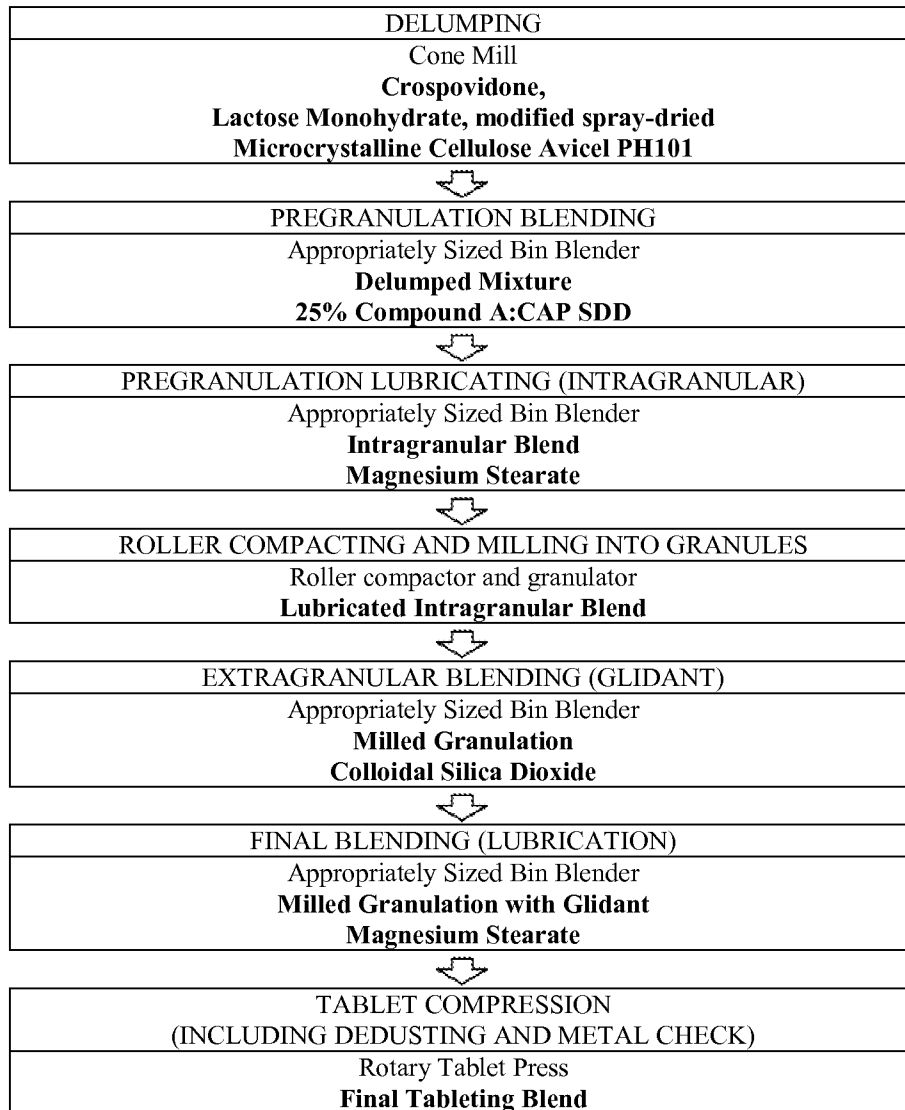 DELUMPING
Cone Mill
Crospovidone,
Lactose Monohydrate, modified spray-dried
Microcrystalline Cellulose Avicel PH101
PREGRANULATION BLENDING
Appropriately Sized Bin Blender
Delumped Mixture
25% Compound A:CAP SDD
PREGRANULATION LUBRICATING (INTRAGRANULAR)
Appropriately Sized Bin Blender
Intragranular Blend
Magnesium Stearate
ROLLER COMPACTING AND MILLING INTO GRANULES
Roller compactor and granulator
Lubricated Intragranular Blend
EXTRAGRANULAR BLENDING (GLIDANT)
Appropriately Sized Bin Blender
Milled Granulation
Colloidal Silica Dioxide
FINAL BLENDING (LUBRICATION)
Appropriately Sized Bin Blender
Milled Granulation with Glidant
Magnesium Stearate
TABLET COMPRESSION
(INCLUDING DEDUSTING AND METAL CHECK)
Rotary Tablet Press
Final Tableting Blend